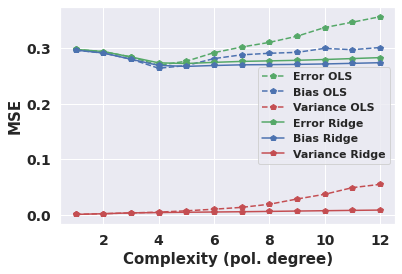 MSE
0.3
0.2
0.1
0.0
Error OLS
Bias OLS
Variance OLS
Error Ridge
Bias Ridge
Variance Ridge
2 4 6 8 10 12
Complexity (pol. degree)